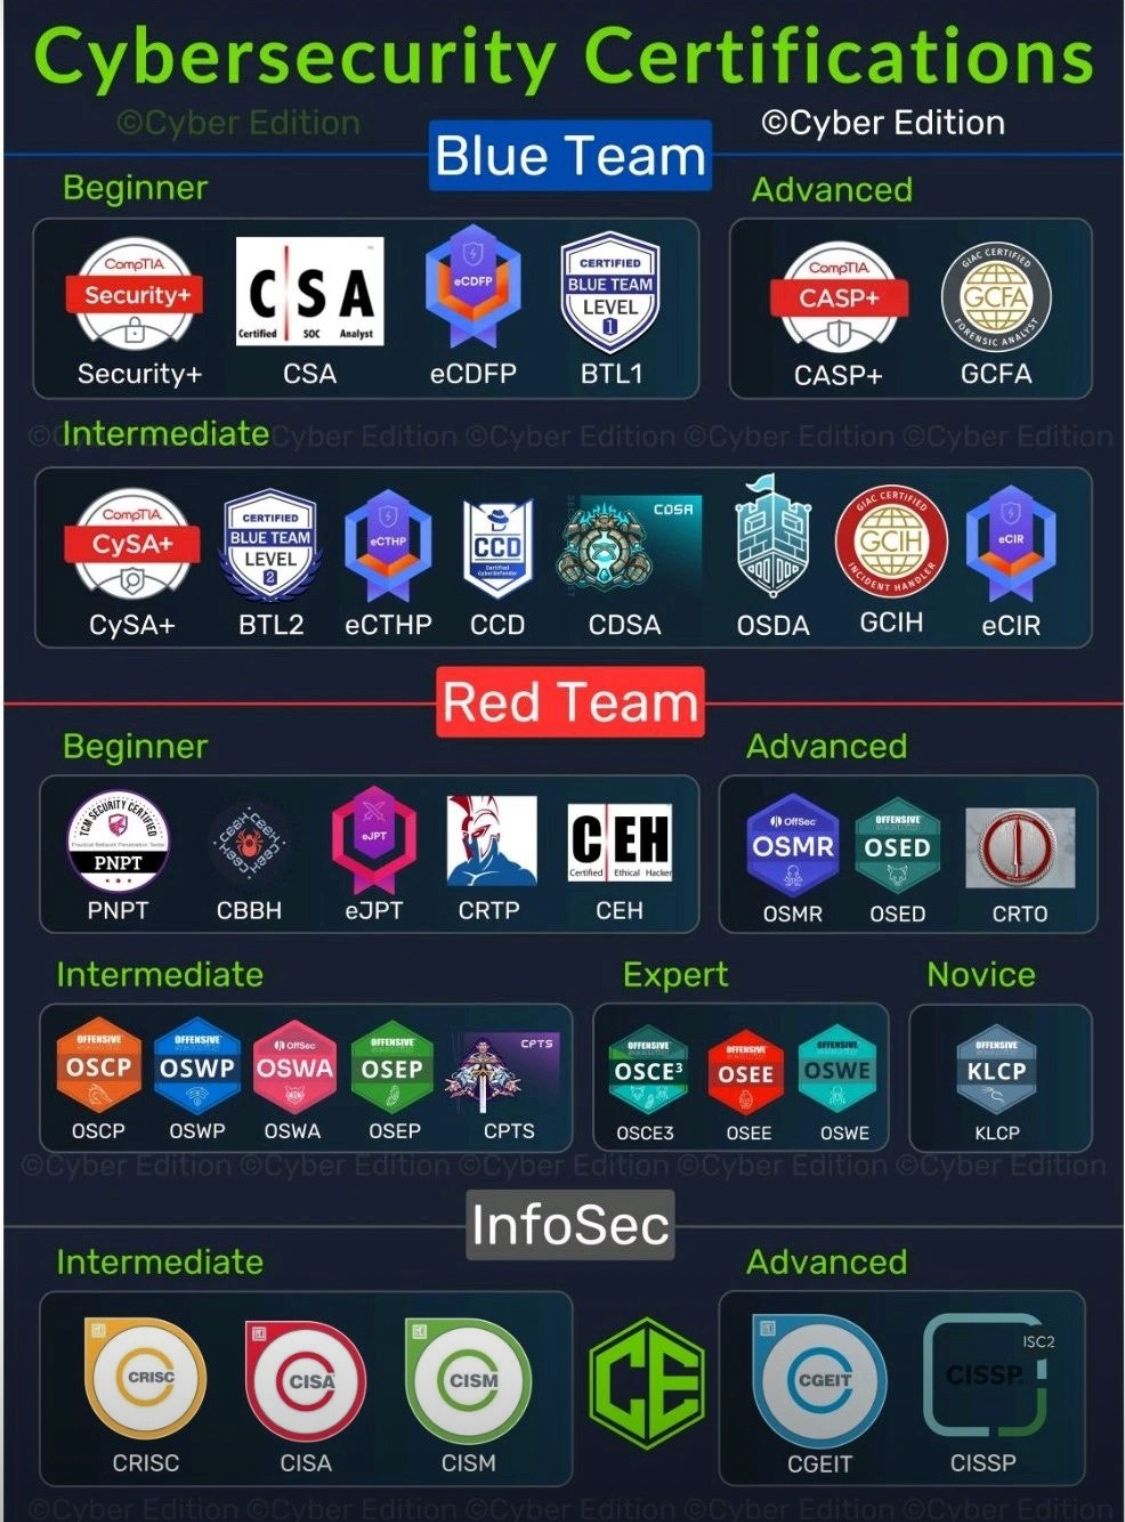 Cybersecurity Certifications
©Cyber Edition
©Cyber Edition
Blue Team
Beginner
CompTIA
Security+
Security+
CSA
Certified SOC Analyst
CSA
eCDFP
eCDFP
CERTIFIED
BLUE TEAM
LEVEL
1
BTL1
Advanced
CompTIA
CASP+
CASP+
GIAC CERTIFIED
GCFA
FORENSIC ANALYST
GCFA
Intermediate
Cyber Edition ©Cyber Edition ©Cyber Edition ©Cyber Edition
CompTIA
CySA+
CySA+
CERTIFIED
BLUE TEAM
LEVEL
2
BTL2
eCTHP
eCTHP
CCD
Certified
CyberDefender
CCD
CDSA
CDSA
OSDA
GIAC CERTIFIED
GCIH
INCIDENT HANDLER
GCIH
eCIR
eCIR
Red Team
Beginner
TCM SECURITY CERTIFIED
Practical Network Penetration Tester
PNPT
PNPT
CBBH
eJPT
eJPT
CRTP
CEH
Certified Ethical Hacker
CEH
Advanced
OffSec
OSMR
OSMR
OFFENSIVE
OSED
OSED
CRTO
Intermediate
OFFENSIVE
OSCP
OSCP
OFFENSIVE
OSWP
OSWP
OffSec
OSWA
OSWA
OFFENSIVE
OSEP
OSEP
CPTS
CPTS
Expert
OFFENSIVE
OSCE³
OSCE3
OFFENSIVE
OSEE
OSEE
OFFENSIVE
OSWE
OSWE
Novice
OFFENSIVE
KLCP
KLCP
©Cyber Edition ©Cyber Edition ©Cyber Edition ©Cyber Edition ©Cyber Edition
InfoSec
Intermediate
CRISC
CRISC
CISA
CISA
CISM
CISM
CE
Advanced
CGEIT
CGEIT
ISC2
CISSP
CISSP
©Cyber Edition ©Cyber Edition ©Cyber Edition ©Cyber Edition ©Cyber Edition